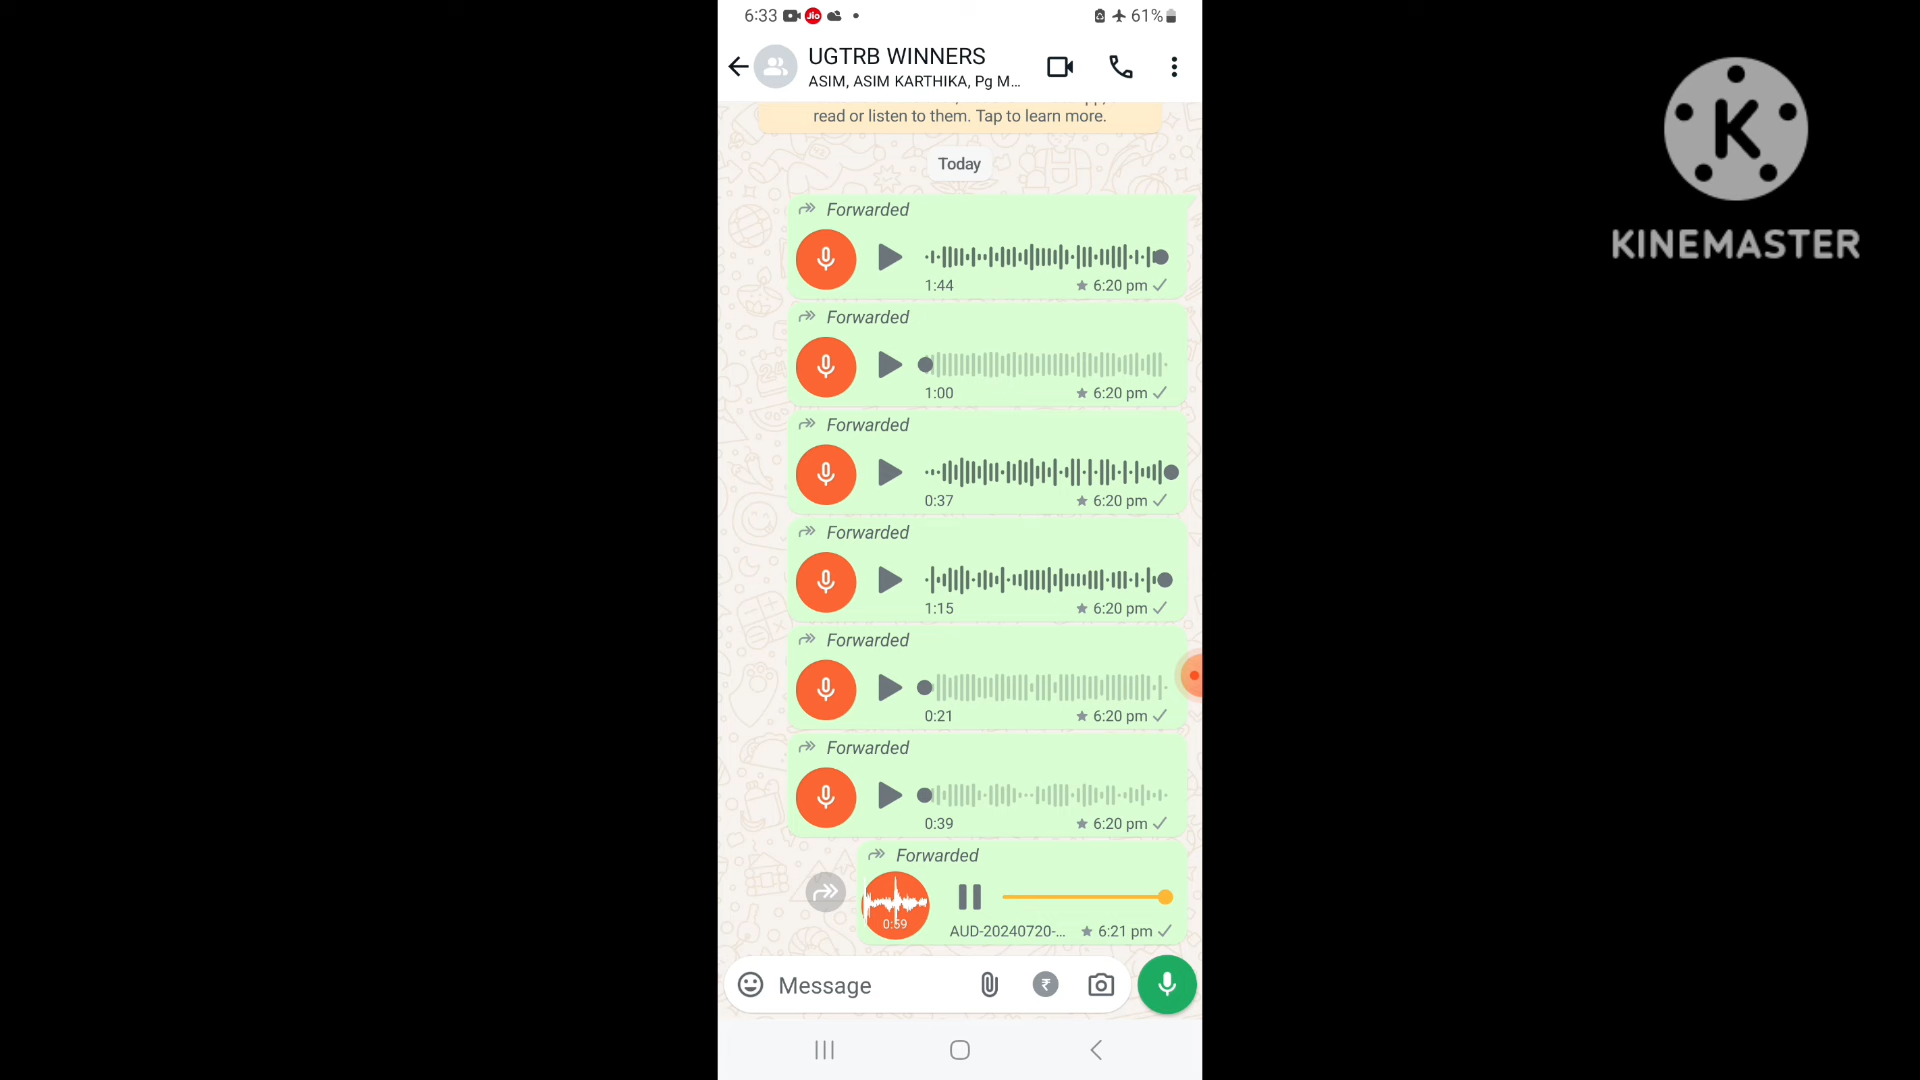 6:33 Jio 61%
UGTRB WINNERS
ASIM, ASIM KARTHIKA, Pg M...
read or listen to them. Tap to learn more.
Today
Forwarded
1:44 6:20 pm
Forwarded
1:00 6:20 pm
Forwarded
0:37 6:20 pm
Forwarded
1:15 6:20 pm
Forwarded
0:21 6:20 pm
Forwarded
0:39 6:20 pm
Forwarded
0:59
AUD-20240720-... 6:21 pm
Message
K
KINEMASTER